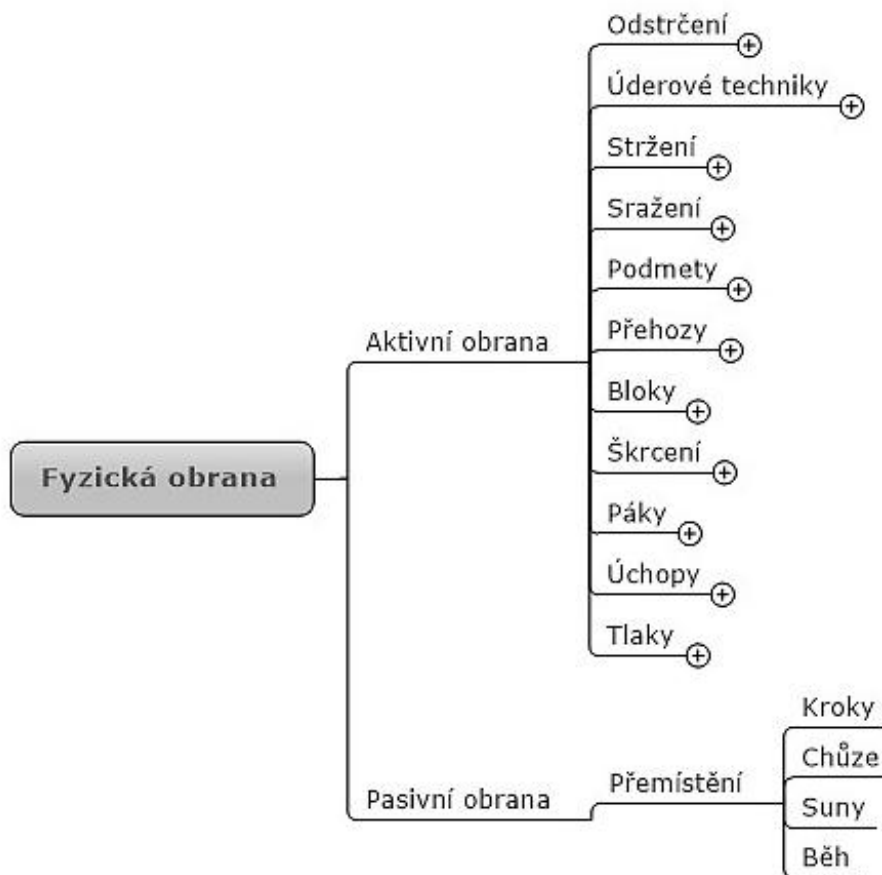 Odstrčení
Úderové techniky
Stržení
Sražení
Podmety
Přehozy
Aktivní obrana
Bloky
Škrcení
Fyzická obrana
Páky
Úchopy
Tlaky
Kroky
Chůze
Přemístění
Pasivní obrana
Suny
Běh